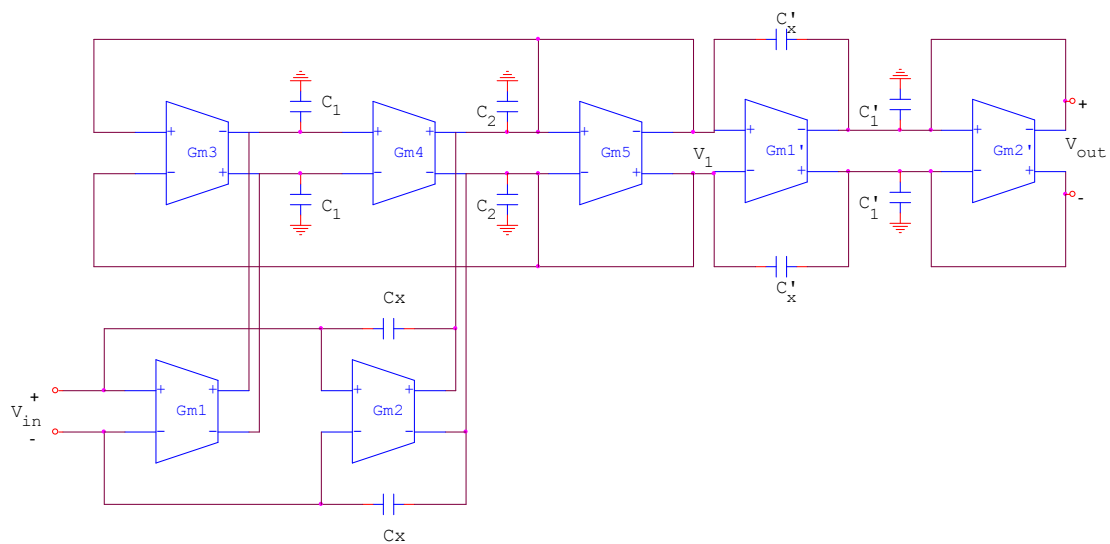 C'x
C1 C2 C'1
+ − + + + − + − + − +
Gm3 Gm4 Gm5 V1 Gm1' Gm2' Vout
− + − − − + − + − + -
C1 C2 C'1
C'x
Cx
+ + + + +
Vin Gm1 Gm2
- − − − −
Cx